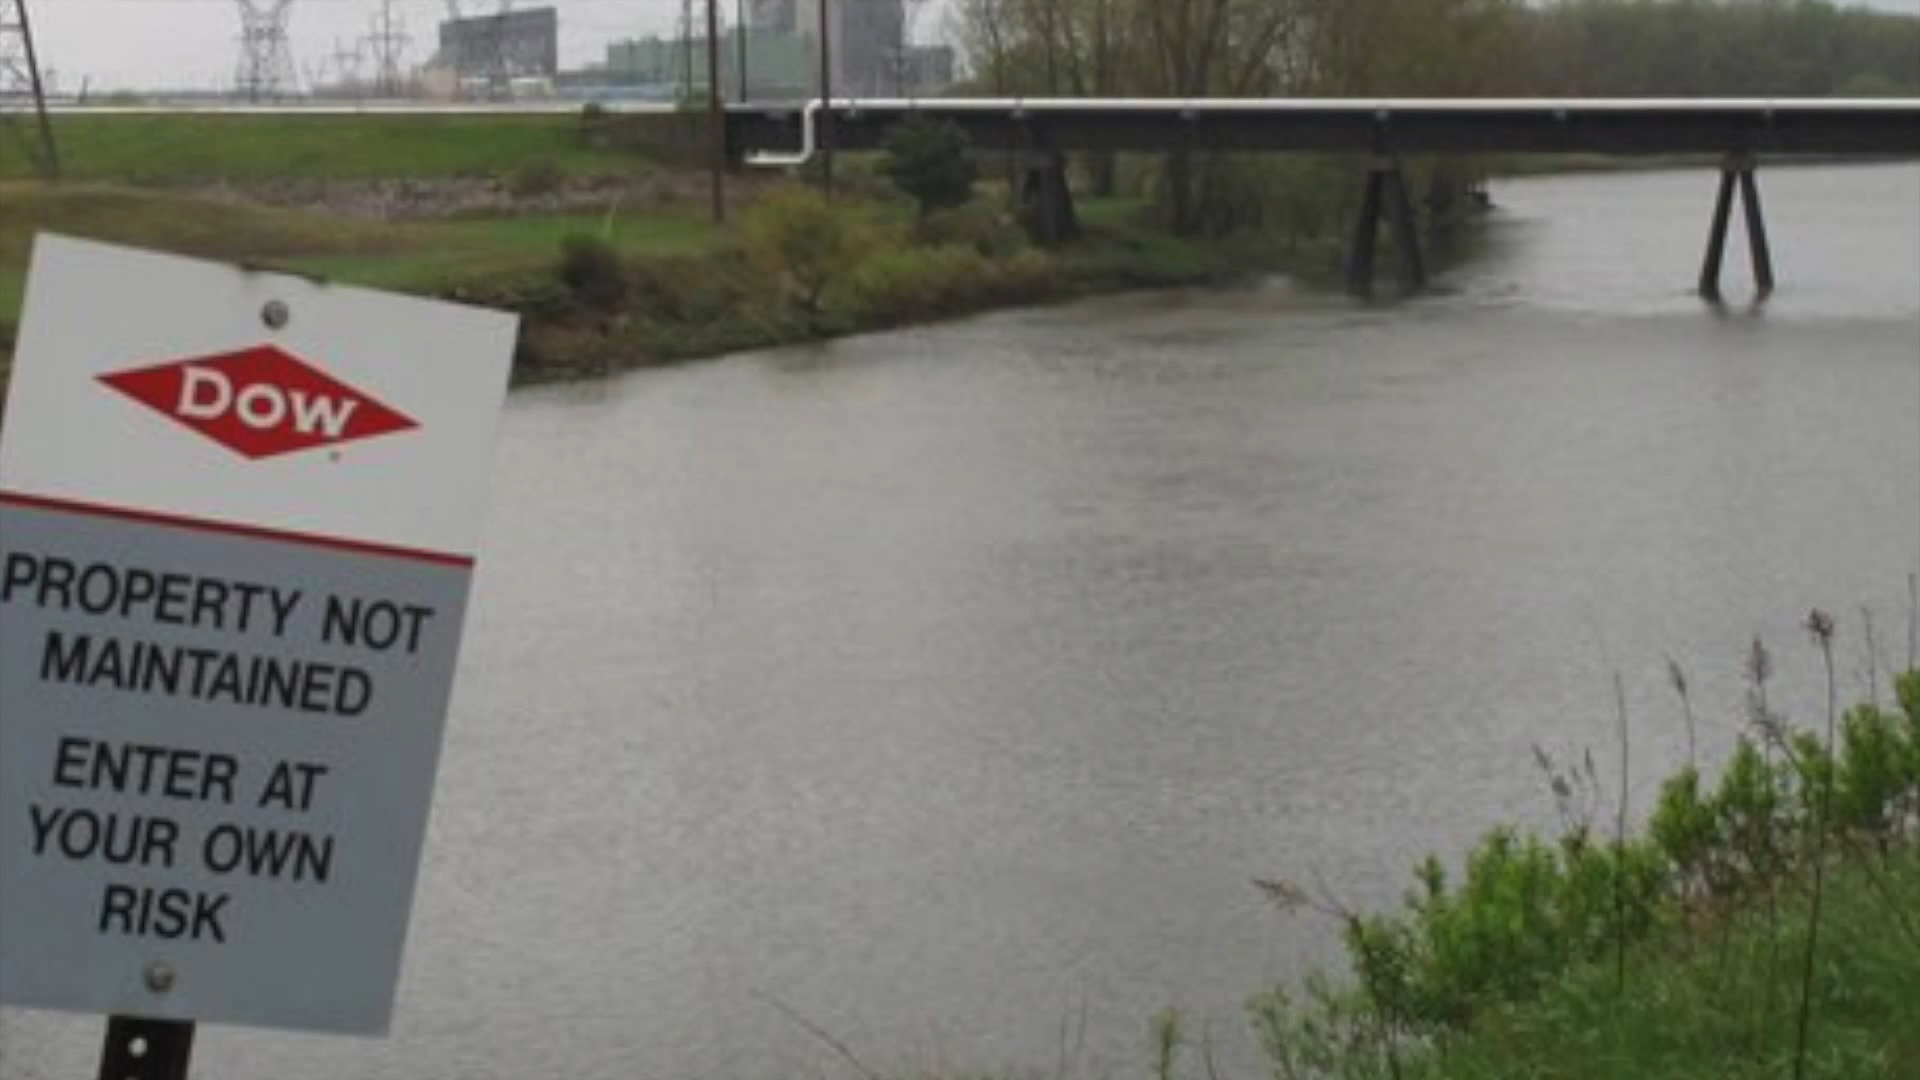 DOW
PROPERTY NOT
MAINTAINED
ENTER AT
YOUR OWN
RISK